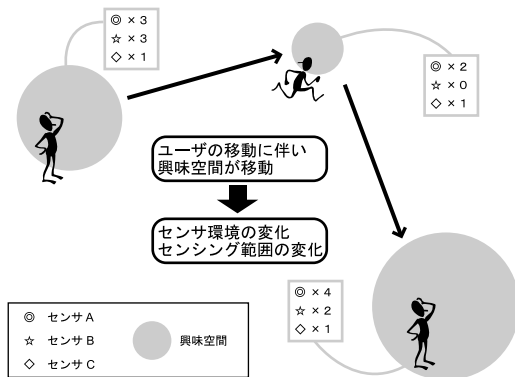 ◎ × 3
☆ × 3
◇ × 1
◎ × 2
☆ × 0
◇ × 1
ユーザの移動に伴い
興味空間が移動
センサ環境の変化
センシング範囲の変化
◎ × 4
☆ × 2
◇ × 1
◎ センサ A
☆ センサ B
◇ センサ C
興味空間